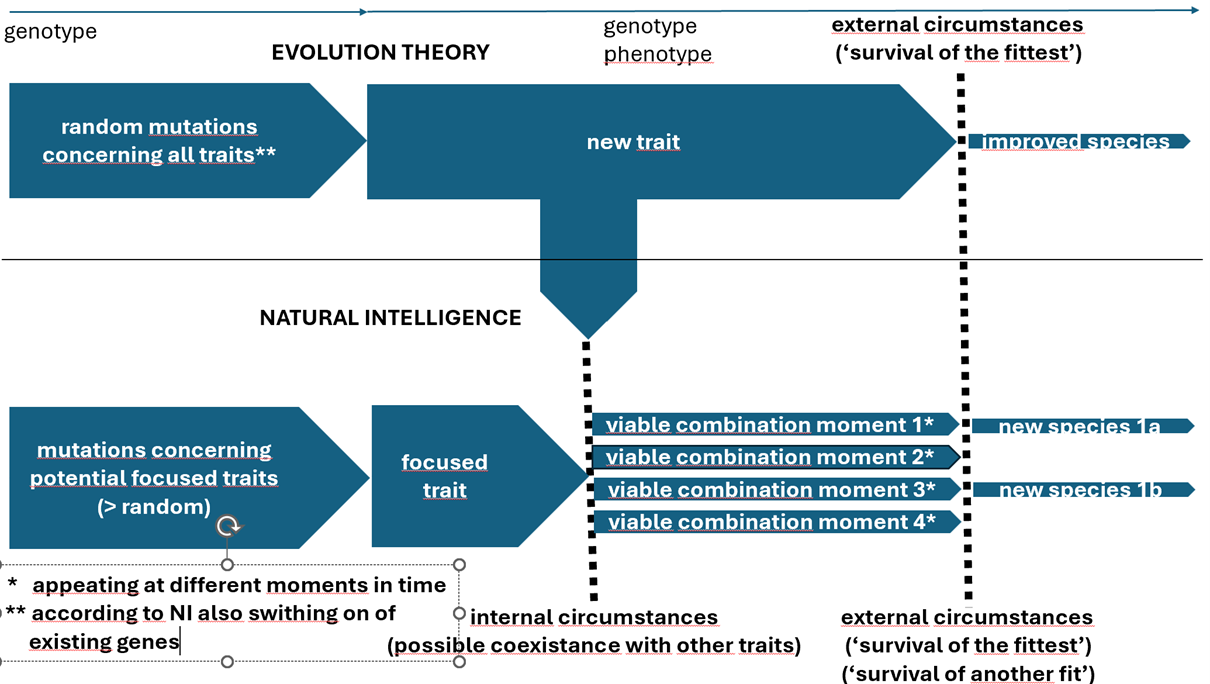 genotype
genotype
phenotype
external circumstances
(‘survival of the fittest’)
EVOLUTION THEORY
random mutations
concerning all traits**
new trait
improved species
NATURAL INTELLIGENCE
mutations concerning
potential focused traits
(> random)
focused
trait
viable combination moment 1*
viable combination moment 2*
viable combination moment 3*
viable combination moment 4*
new species 1a
new species 1b
* appeating at different moments in time
** according to NI also swithing on of
existing genes
internal circumstances
(possible coexistance with other traits)
external circumstances
(‘survival of the fittest’)
(‘survival of another fit’)